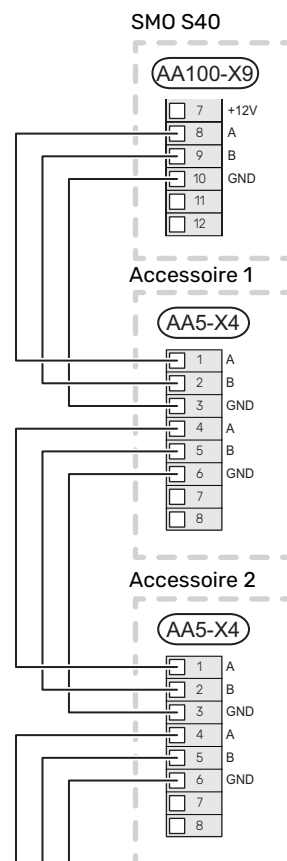 SMO S40
AA100-X9
7 +12V
8 A
9 B
10 GND
11
12
Accessoire 1
AA5-X4
1 A
2 B
3 GND
4 A
5 B
6 GND
7
8
Accessoire 2
AA5-X4
1 A
2 B
3 GND
4 A
5 B
6 GND
7
8